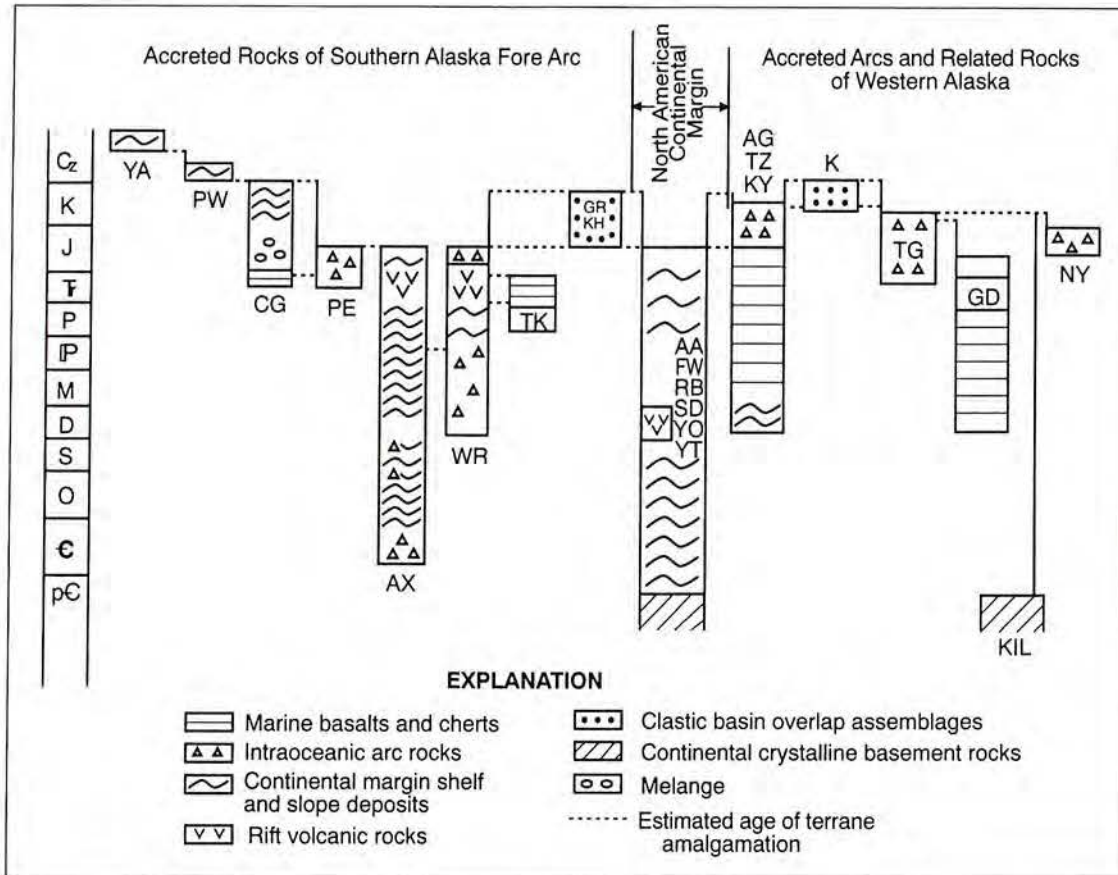 Accreted Rocks of Southern Alaska Fore Arc
North American
Continental
Margin
Accreted Arcs and Related Rocks
of Western Alaska
Cz
K
J
Ŧ
P
ℙ
M
D
S
O
Є
pЄ
YA
PW
CG
PE
AX
WR
TK
GR
KH
AA
FW
RB
SD
YO
YT
AG
TZ
KY
K
TG
GD
NY
KIL
EXPLANATION
Marine basalts and cherts
Intraoceanic arc rocks
Continental margin shelf
and slope deposits
Rift volcanic rocks
Clastic basin overlap assemblages
Continental crystalline basement rocks
Melange
Estimated age of terrane
amalgamation